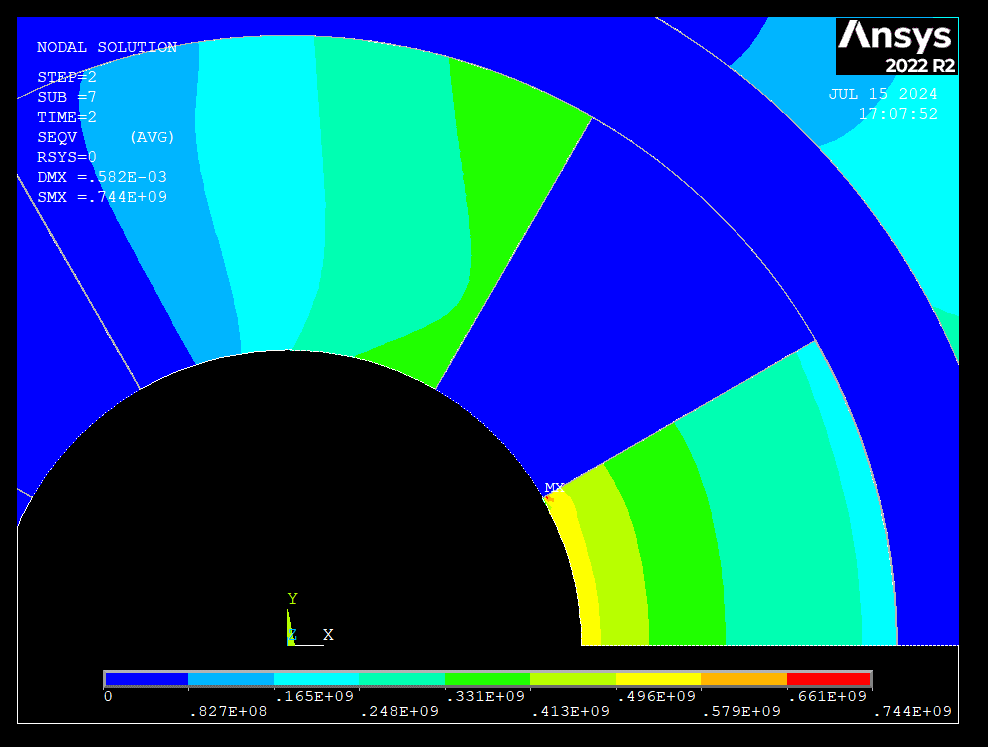 NODAL SOLUTION
STEP=2
SUB =7
TIME=2
SEQV (AVG)
RSYS=0
DMX =.582E-03
SMX =.744E+09
Ansys
2022 R2
JUL 15 2024
17:07:52
MX
Y
Z X
0 .165E+09 .331E+09 .496E+09 .661E+09
.827E+08 .248E+09 .413E+09 .579E+09 .744E+09